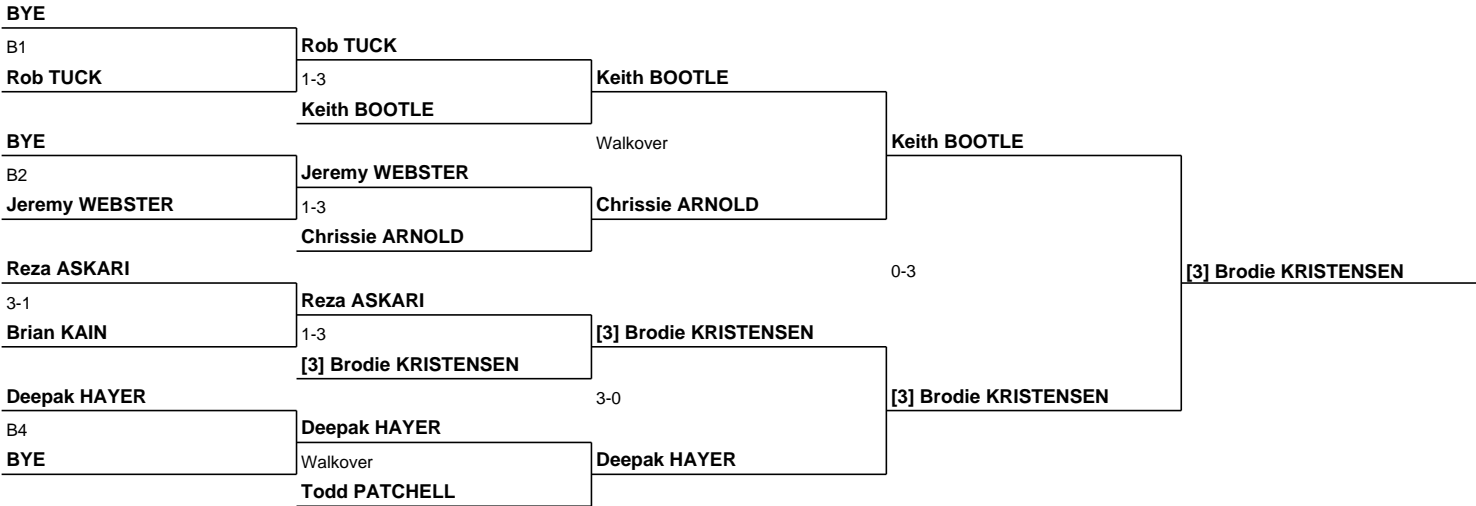 BYE
B1
Rob TUCK
Rob TUCK
1-3
Keith BOOTLE
Keith BOOTLE
BYE
B2
Jeremy WEBSTER
Jeremy WEBSTER
1-3
Chrissie ARNOLD
Walkover
Chrissie ARNOLD
Keith BOOTLE
Reza ASKARI
3-1
Brian KAIN
Reza ASKARI
1-3
[3] Brodie KRISTENSEN
[3] Brodie KRISTENSEN
Deepak HAYER
B4
BYE
Deepak HAYER
Walkover
Todd PATCHELL
3-0
Deepak HAYER
[3] Brodie KRISTENSEN
0-3
[3] Brodie KRISTENSEN